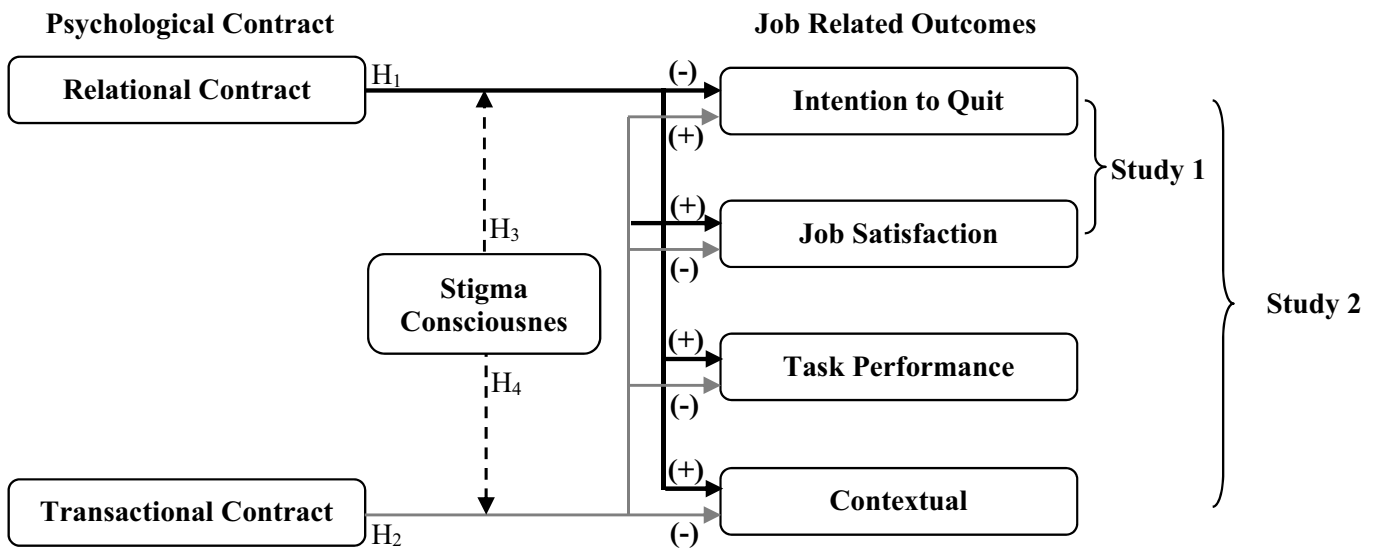 Psychological Contract
Job Related Outcomes
Relational Contract
H₁
(-)
Intention to Quit
(+)
Study 1
(+)
Job Satisfaction
(-)
H₃
Stigma
Consciousnes
Study 2
(+)
Task Performance
(-)
H₄
(+)
Contextual
Transactional Contract
H₂
(-)